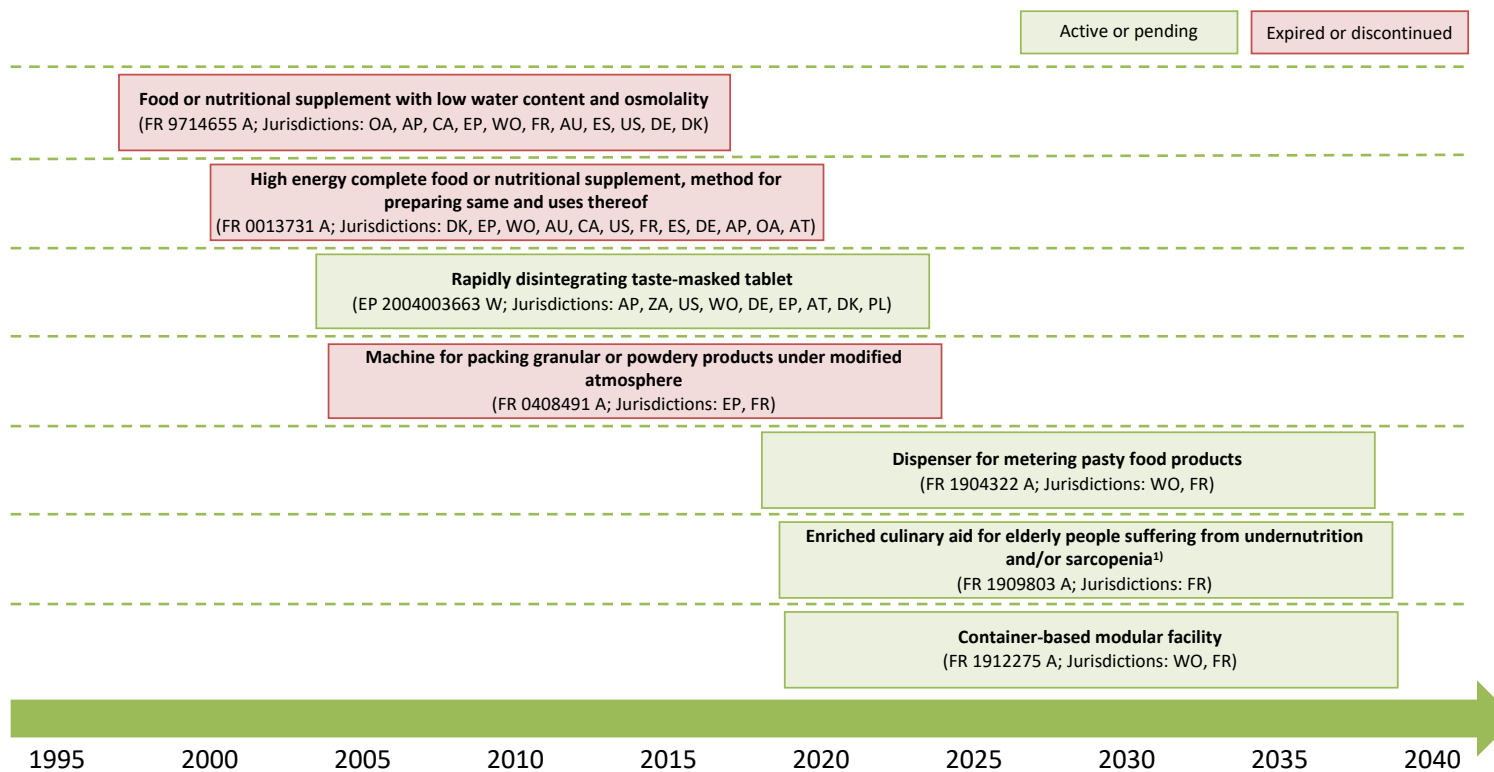 Active or pending
Expired or discontinued
Food or nutritional supplement with low water content and osmolality
(FR 9714655 A; Jurisdictions: OA, AP, CA, EP, WO, FR, AU, ES, US, DE, DK)
High energy complete food or nutritional supplement, method for
preparing same and uses thereof
(FR 0013731 A; Jurisdictions: DK, EP, WO, AU, CA, US, FR, ES, DE, AP, OA, AT)
Rapidly disintegrating taste-masked tablet
(EP 2004003663 W; Jurisdictions: AP, ZA, US, WO, DE, EP, AT, DK, PL)
Machine for packing granular or powdery products under modified
atmosphere
(FR 0408491 A; Jurisdictions: EP, FR)
Dispenser for metering pasty food products
(FR 1904322 A; Jurisdictions: WO, FR)
Enriched culinary aid for elderly people suffering from undernutrition
and/or sarcopenia¹⁾
(FR 1909803 A; Jurisdictions: FR)
Container-based modular facility
(FR 1912275 A; Jurisdictions: WO, FR)
1995 2000 2005 2010 2015 2020 2025 2030 2035 2040